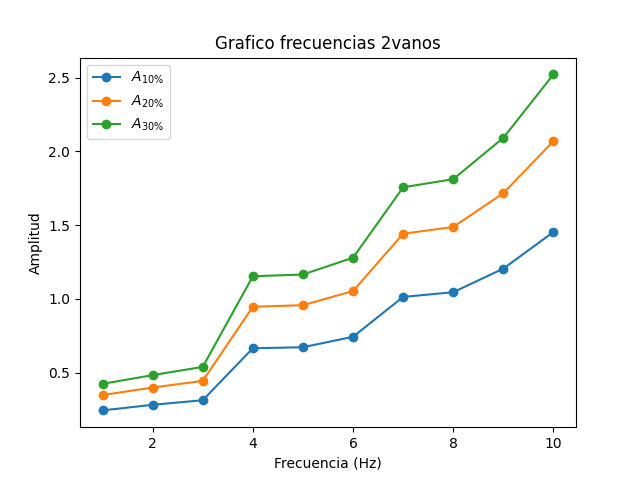 Grafico frecuencias 2vanos
A10%
A20%
A30%
2.5
2.0
1.5
1.0
0.5
Amplitud
2 4 6 8 10
Frecuencia (Hz)